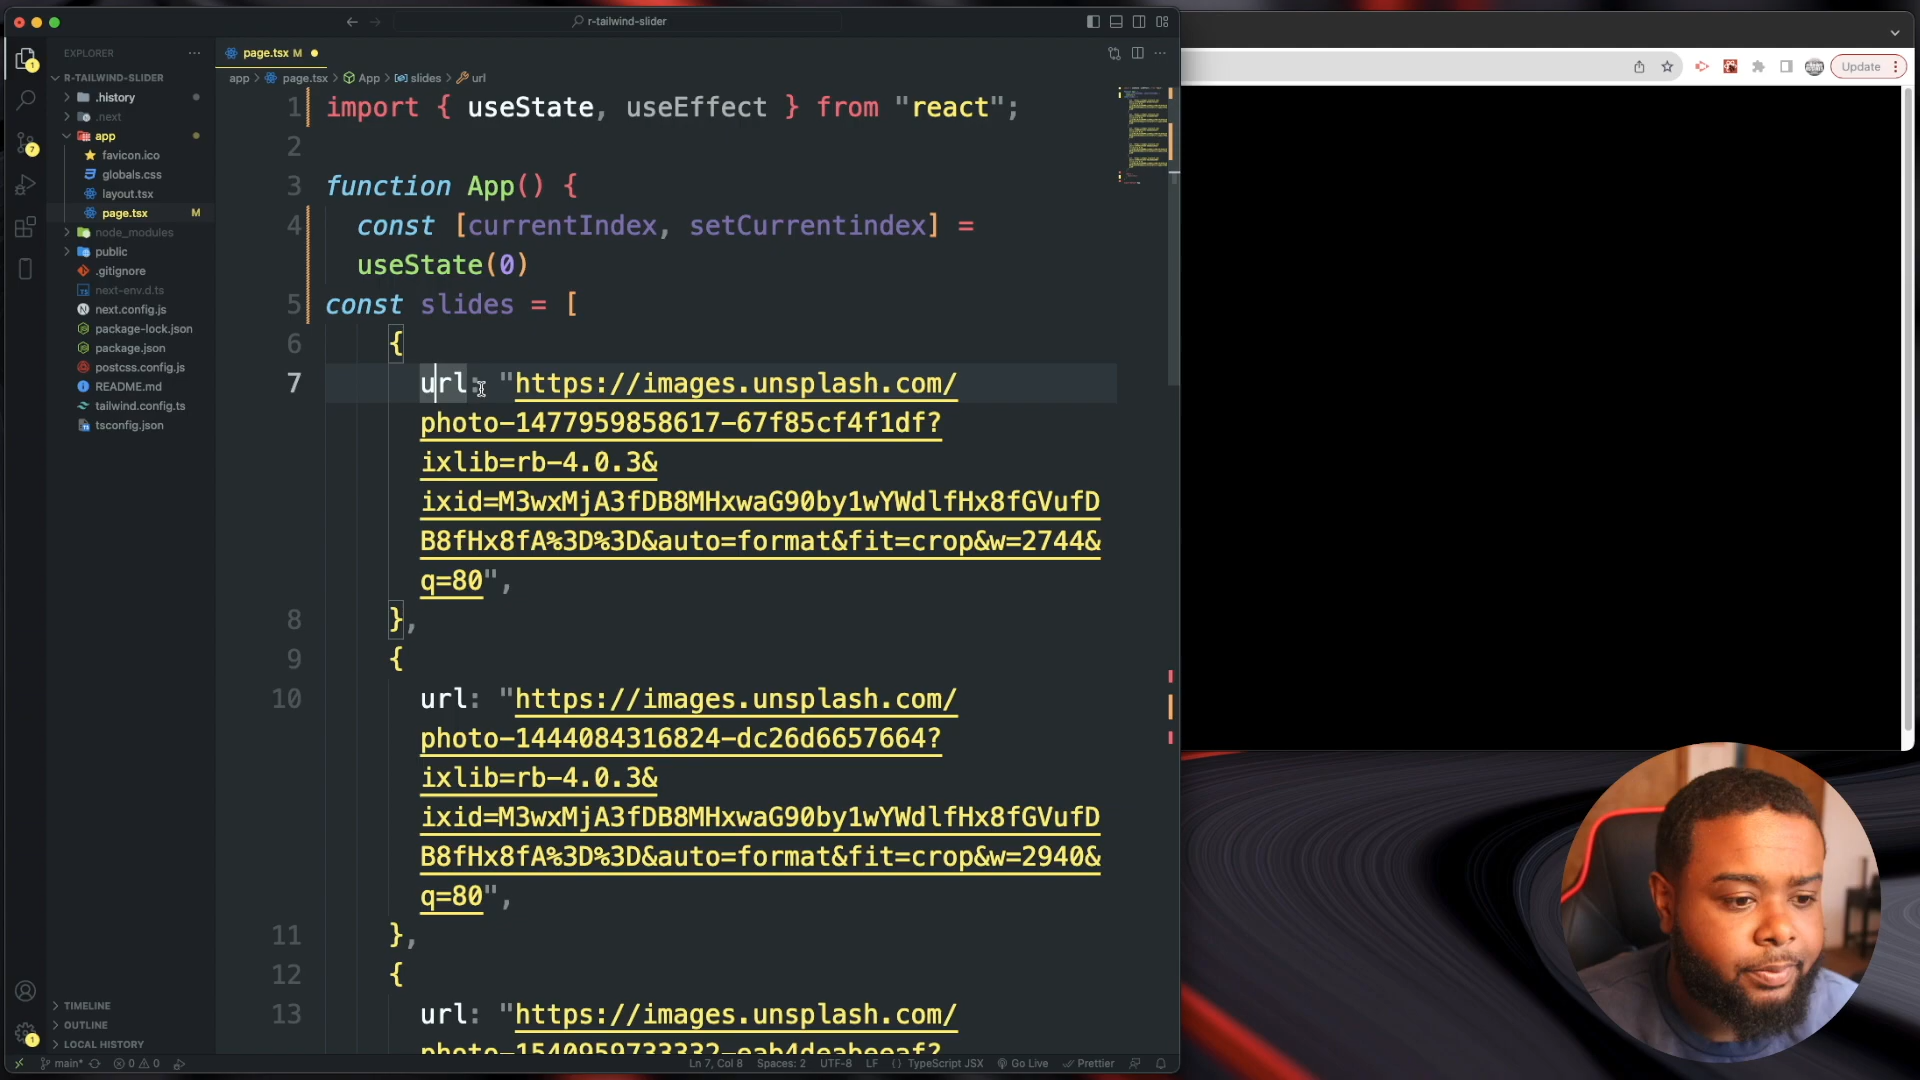 r-tailwind-slider
Update
EXPLORER
page.tsx M
R-TAILWIND-SLIDER
app > page.tsx > App > slides > url
.history
.next
app
favicon.ico
globals.css
layout.tsx
page.tsx M
node_modules
public
.gitignore
next-env.d.ts
next.config.js
package-lock.json
package.json
postcss.config.js
README.md
tailwind.config.ts
tsconfig.json
TIMELINE
OUTLINE
LOCAL HISTORY
1 import { useState, useEffect } from "react";
2
3 function App() {
4 const [currentIndex, setCurrentindex] =
useState(0)
5 const slides = [
6 {
7 url: "https://images.unsplash.com/
photo-1477959858617-67f85cf4f1df?
ixlib=rb-4.0.3&
ixid=M3wxMjA3fDB8MHxwaG90by1wYWdlfHx8fGVufD
B8fHx8fA%3D%3D&auto=format&fit=crop&w=2744&
q=80",
8 },
9 {
10 url: "https://images.unsplash.com/
photo-1444084316824-dc26d6657664?
ixlib=rb-4.0.3&
ixid=M3wxMjA3fDB8MHxwaG90by1wYWdlfHx8fGVufD
B8fHx8fA%3D%3D&auto=format&fit=crop&w=2940&
q=80",
11 },
12 {
13 url: "https://images.unsplash.com/
photo-1540959733332-eab4deabeeaf?
main* 0 0 Ln 7, Col 8 Spaces: 2 UTF-8 LF { } TypeScript JSX Go Live Prettier